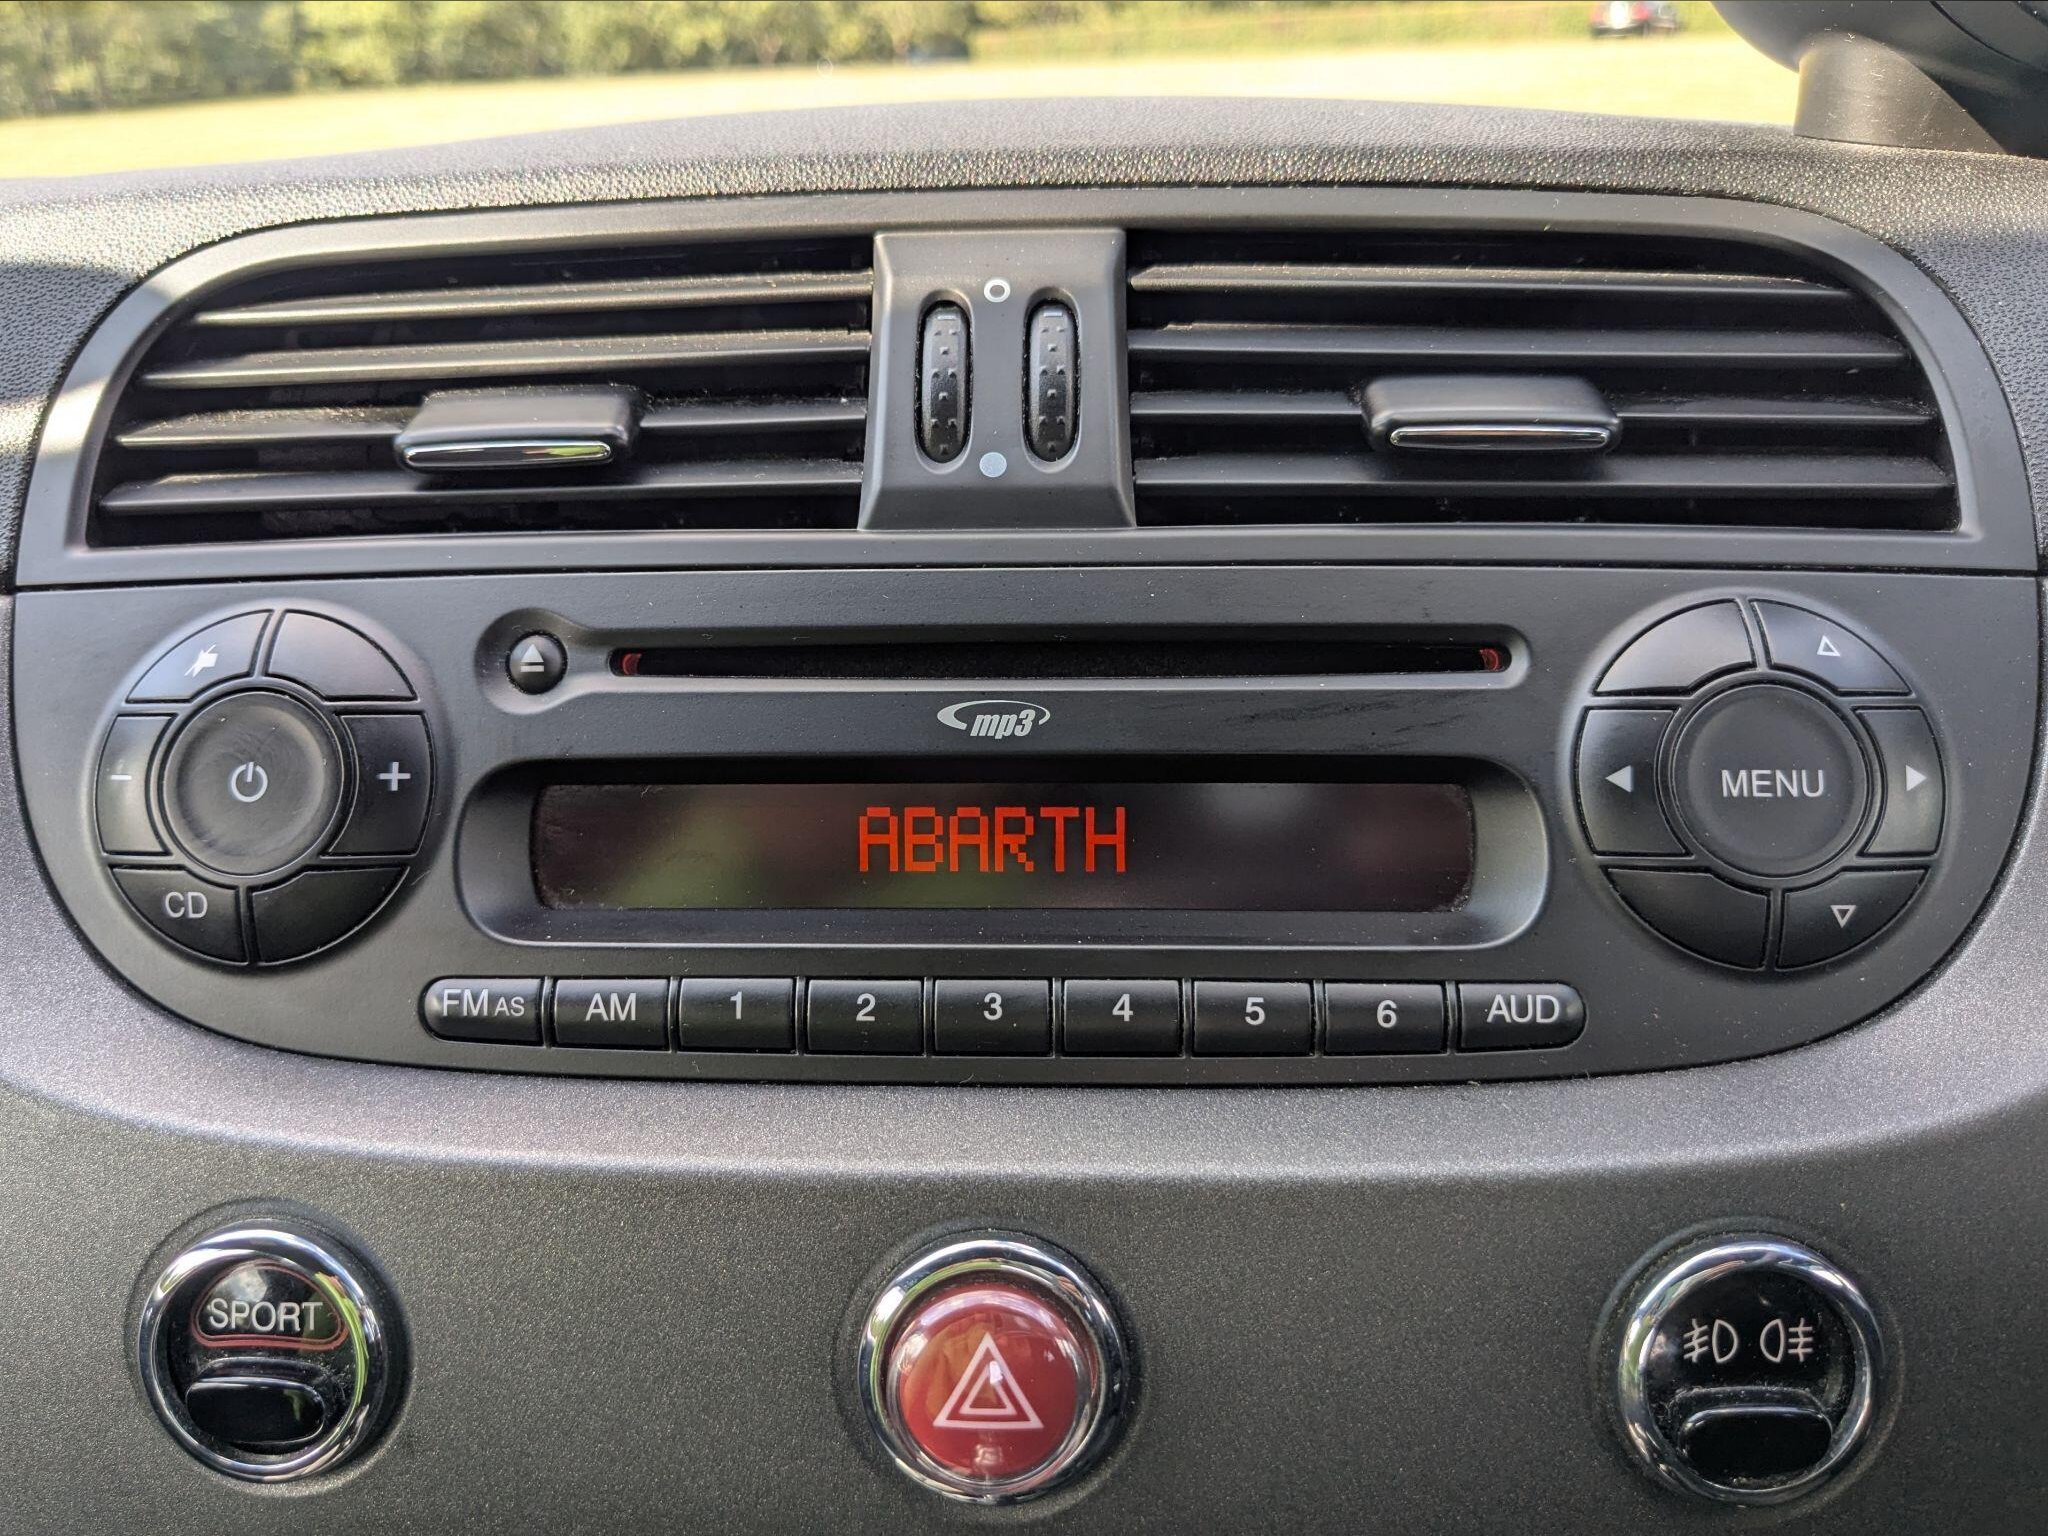 mp3
ABARTH
MENU
CD
FM AS AM 1 2 3 4 5 6 AUD
SPORT